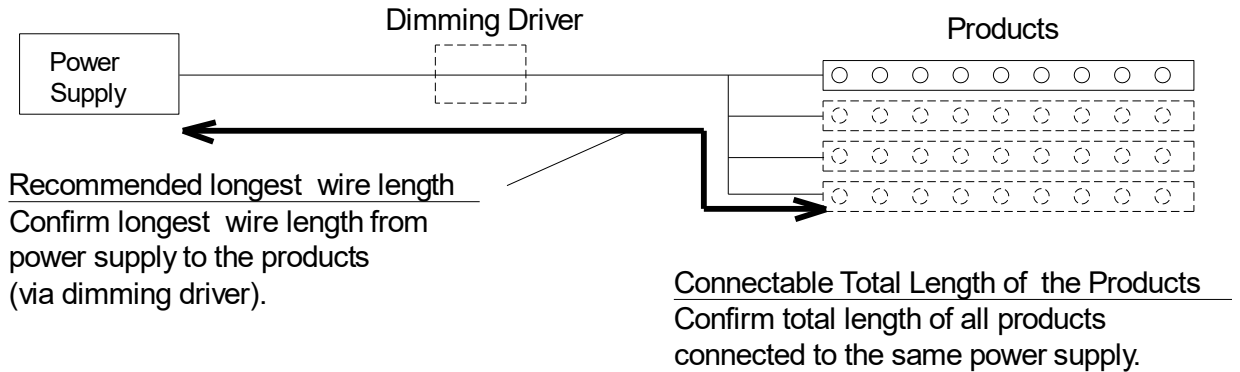 Dimming Driver
Products
Power
Supply
Recommended longest wire length
Confirm longest wire length from
power supply to the products
(via dimming driver).
Connectable Total Length of the Products
Confirm total length of all products
connected to the same power supply.